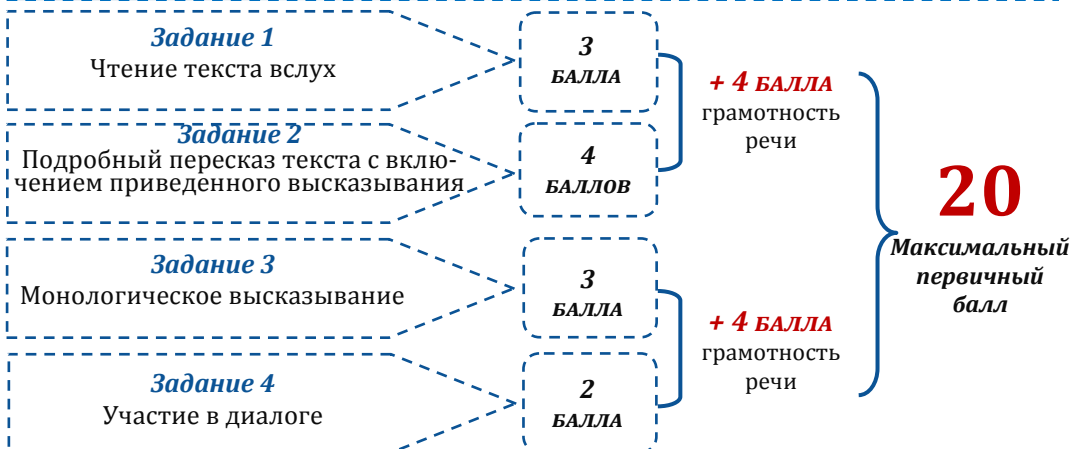 Задание 1
Чтение текста вслух
3
БАЛЛА
Задание 2
Подробный пересказ текста с вклю-
чением приведенного высказывания
4
БАЛЛОВ
+ 4 БАЛЛА
грамотность
речи
Задание 3
Монологическое высказывание
3
БАЛЛА
Задание 4
Участие в диалоге
2
БАЛЛА
+ 4 БАЛЛА
грамотность
речи
20
Максимальный
первичный
балл